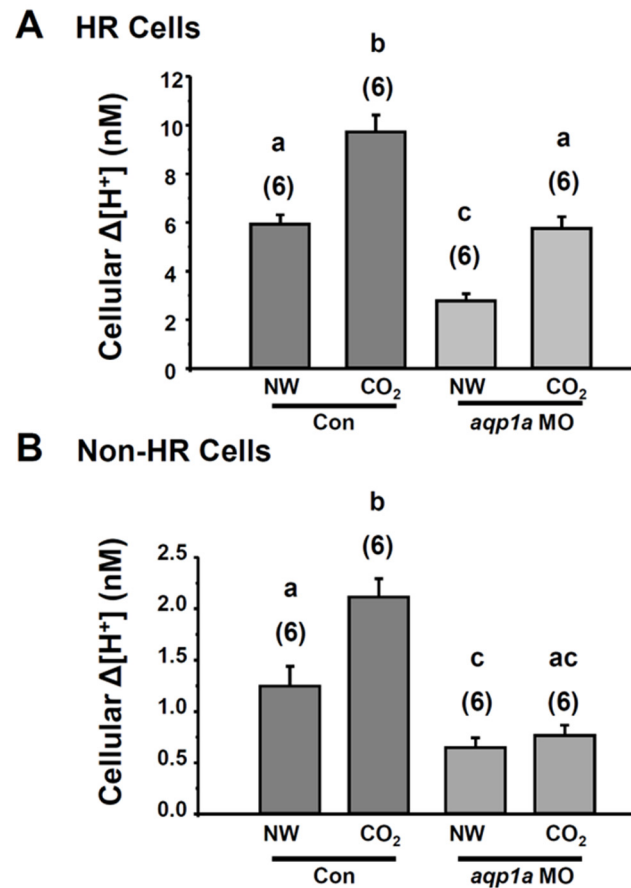 A HR Cells
Cellular Δ[H⁺] (nM)
12
10
8
6
4
2
0
a
(6)
b
(6)
c
(6)
a
(6)
NW CO₂ NW CO₂
Con aqp1a MO
B Non-HR Cells
Cellular Δ[H⁺] (nM)
2.5
2.0
1.5
1.0
0.5
0.0
a
(6)
b
(6)
c
(6)
ac
(6)
NW CO₂ NW CO₂
Con aqp1a MO